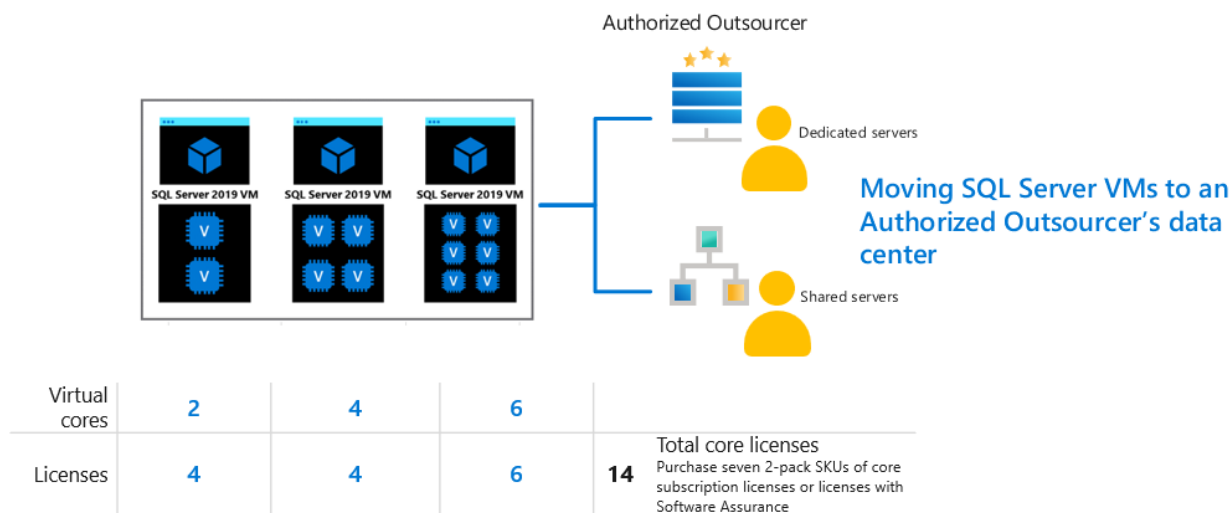 Authorized Outsourcer
SQL Server 2019 VM
SQL Server 2019 VM
SQL Server 2019 VM
V
V
V V
V V
V V
V V
V V
Dedicated servers
Shared servers
Moving SQL Server VMs to an
Authorized Outsourcer’s data
center
Virtual
cores
2
4
6
Licenses
4
4
6
14
Total core licenses
Purchase seven 2-pack SKUs of core
subscription licenses or licenses with
Software Assurance